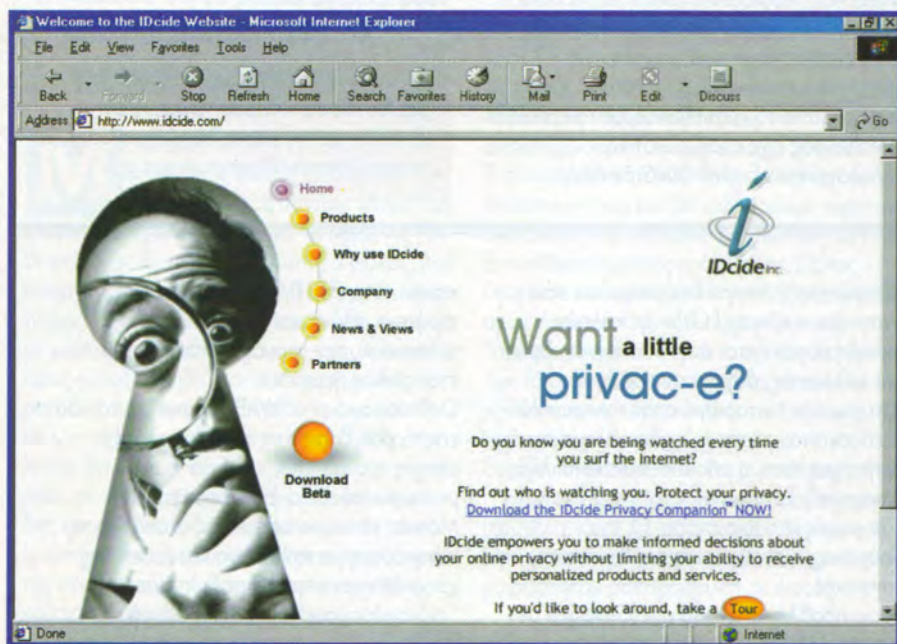 Welcome to the IDcide Website - Microsoft Internet Explorer
File Edit View Favorites Tools Help
Back Forward Stop Refresh Home Search Favorites History Mail Print Edit Discuss
Address http://www.idcide.com/ Go
Home
Products
Why use IDcide
Company
News & Views
Partners
Download
Beta
i
IDcide inc.
Want a little
privac-e?
Do you know you are being watched every time
you surf the Internet?
Find out who is watching you. Protect your privacy.
Download the IDcide Privacy Companion™ NOW!
IDcide empowers you to make informed decisions about
your online privacy without limiting your ability to receive
personalized products and services.
If you'd like to look around, take a Tour
Done Internet